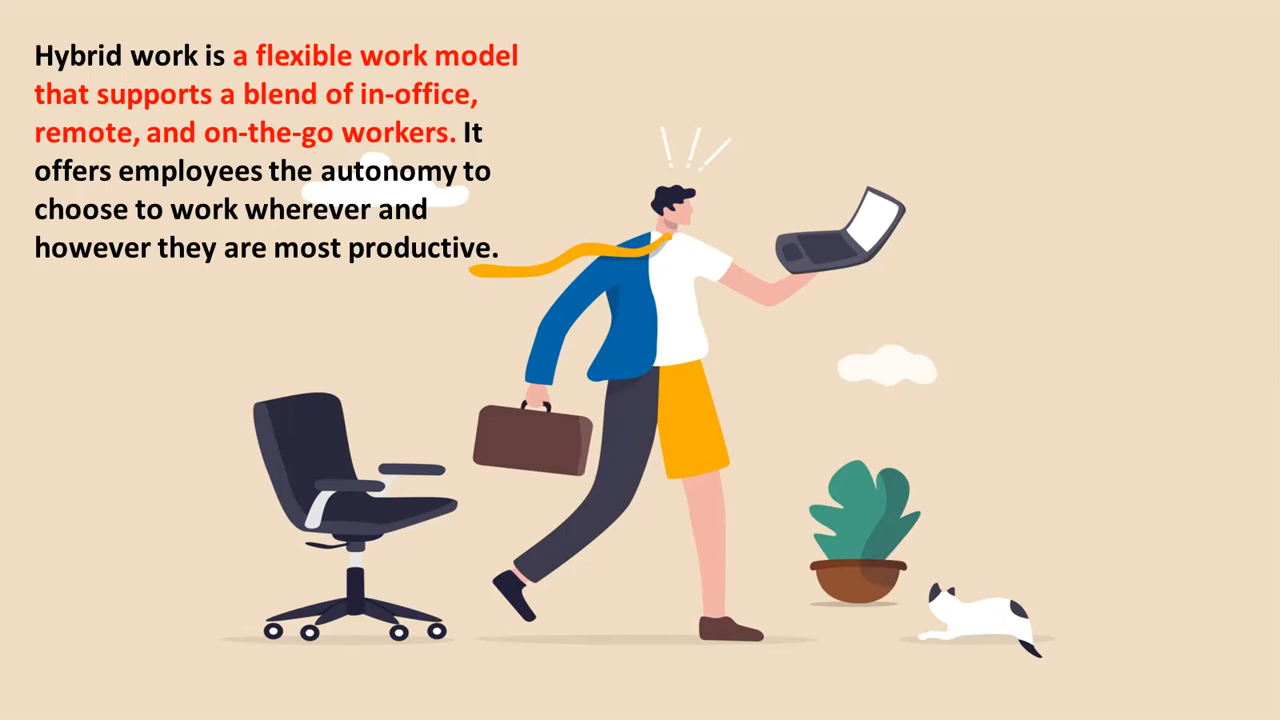 Hybrid work is a flexible work model
that supports a blend of in-office,
remote, and on-the-go workers. It
offers employees the autonomy to
choose to work wherever and
however they are most productive.